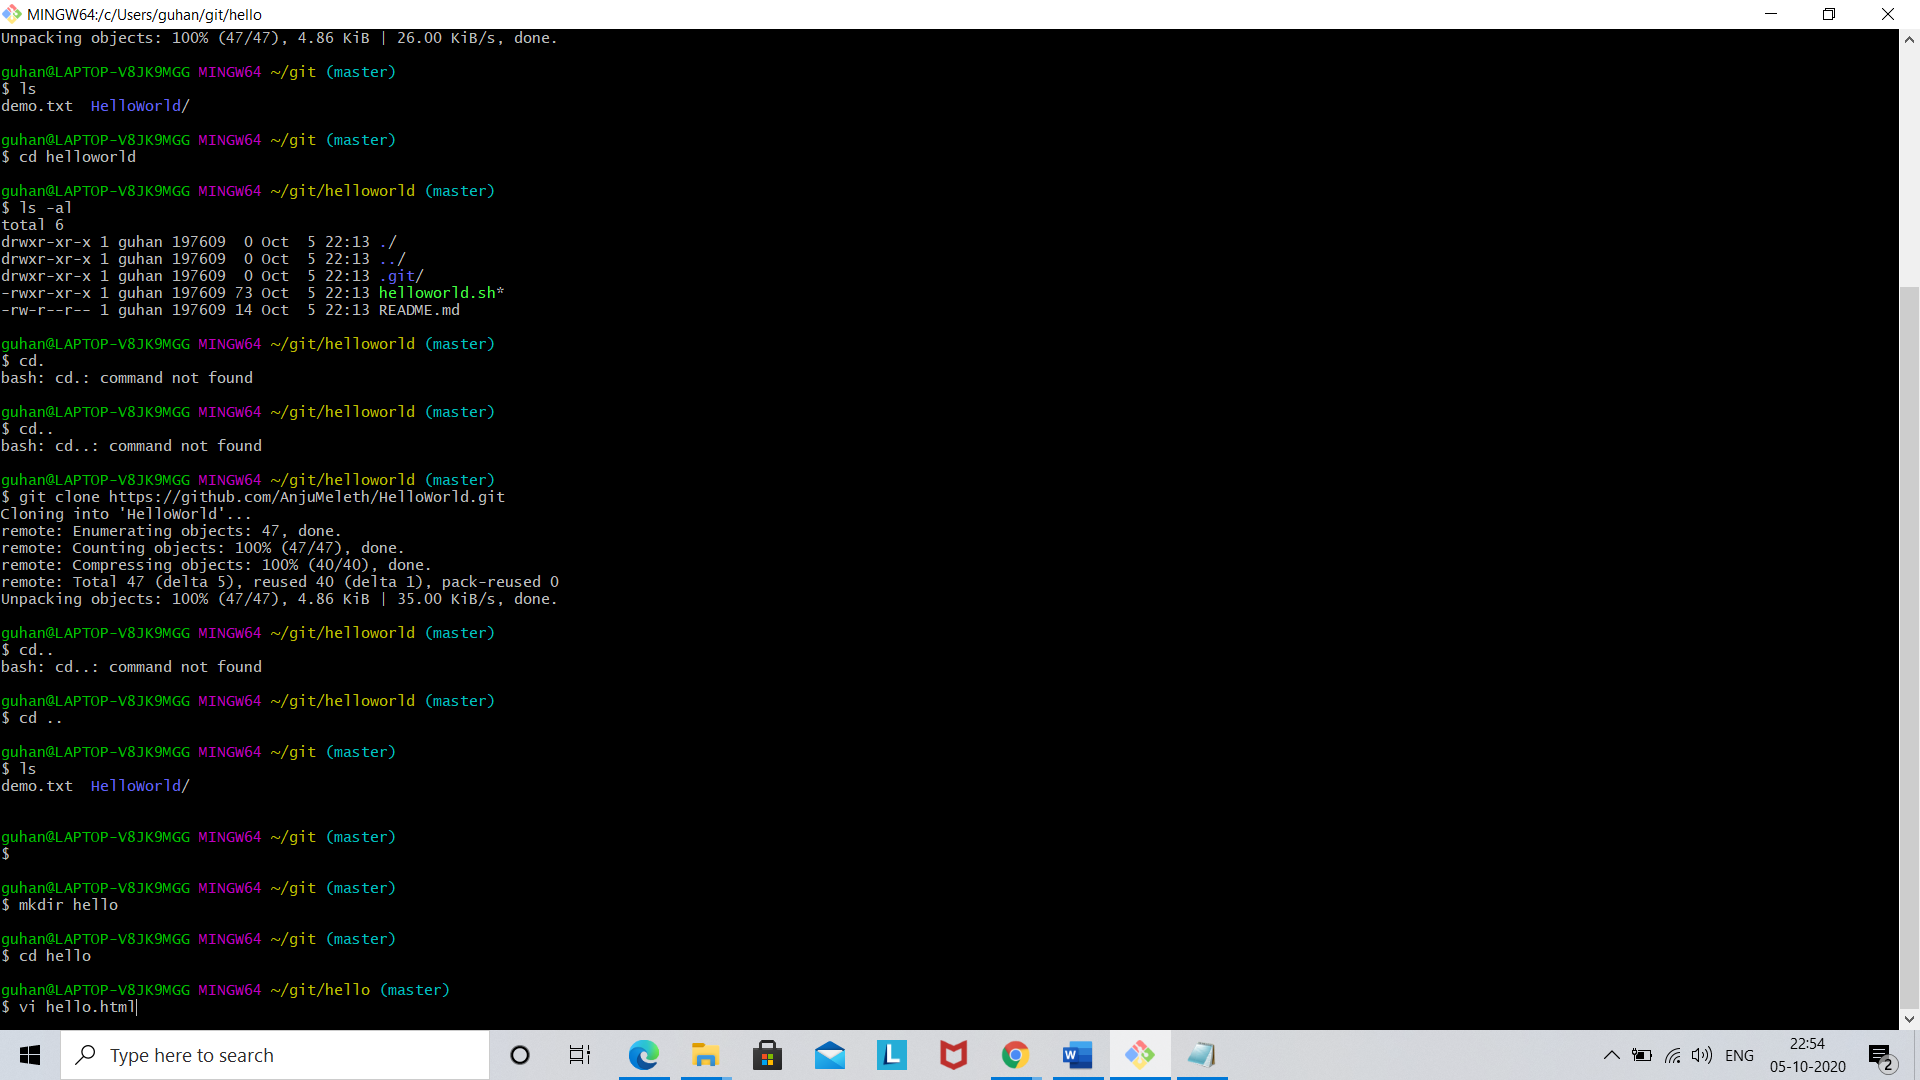 MINGW64:/c/Users/guhan/git/hello
Unpacking objects: 100% (47/47), 4.86 KiB | 26.00 KiB/s, done.
guhan@LAPTOP-V8JK9MGG MINGW64 ~/git (master)
$ ls
demo.txt  HelloWorld/
guhan@LAPTOP-V8JK9MGG MINGW64 ~/git (master)
$ cd helloworld
guhan@LAPTOP-V8JK9MGG MINGW64 ~/git/helloworld (master)
$ ls -al
total 6
drwxr-xr-x 1 guhan 197609  0 Oct  5 22:13 ./
drwxr-xr-x 1 guhan 197609  0 Oct  5 22:13 ../
drwxr-xr-x 1 guhan 197609  0 Oct  5 22:13 .git/
-rwxr-xr-x 1 guhan 197609 73 Oct  5 22:13 helloworld.sh*
-rw-r--r-- 1 guhan 197609 14 Oct  5 22:13 README.md
guhan@LAPTOP-V8JK9MGG MINGW64 ~/git/helloworld (master)
$ cd.
bash: cd.: command not found
guhan@LAPTOP-V8JK9MGG MINGW64 ~/git/helloworld (master)
$ cd..
bash: cd..: command not found
guhan@LAPTOP-V8JK9MGG MINGW64 ~/git/helloworld (master)
$ git clone https://github.com/AnjuMeleth/HelloWorld.git
Cloning into 'HelloWorld'...
remote: Enumerating objects: 47, done.
remote: Counting objects: 100% (47/47), done.
remote: Compressing objects: 100% (40/40), done.
remote: Total 47 (delta 5), reused 40 (delta 1), pack-reused 0
Unpacking objects: 100% (47/47), 4.86 KiB | 35.00 KiB/s, done.
guhan@LAPTOP-V8JK9MGG MINGW64 ~/git/helloworld (master)
$ cd..
bash: cd..: command not found
guhan@LAPTOP-V8JK9MGG MINGW64 ~/git/helloworld (master)
$ cd ..
guhan@LAPTOP-V8JK9MGG MINGW64 ~/git (master)
$ ls
demo.txt  HelloWorld/
guhan@LAPTOP-V8JK9MGG MINGW64 ~/git (master)
$
guhan@LAPTOP-V8JK9MGG MINGW64 ~/git (master)
$ mkdir hello
guhan@LAPTOP-V8JK9MGG MINGW64 ~/git (master)
$ cd hello
guhan@LAPTOP-V8JK9MGG MINGW64 ~/git/hello (master)
$ vi hello.html
Type here to search
L
W
ENG
22:54
05-10-2020
2